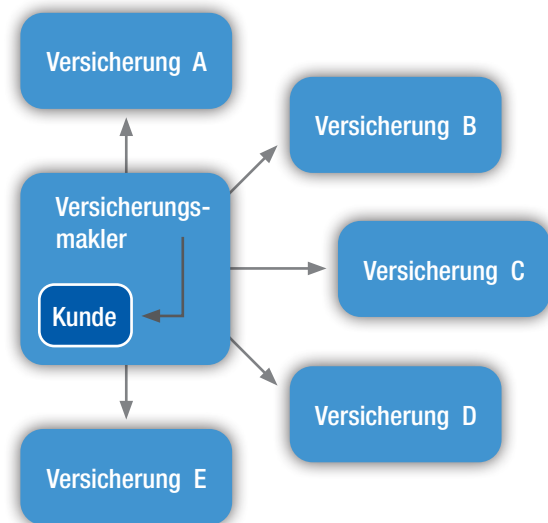 Versicherung A
Versicherung B
Versicherungs-
makler
Versicherung C
Kunde
Versicherung D
Versicherung E